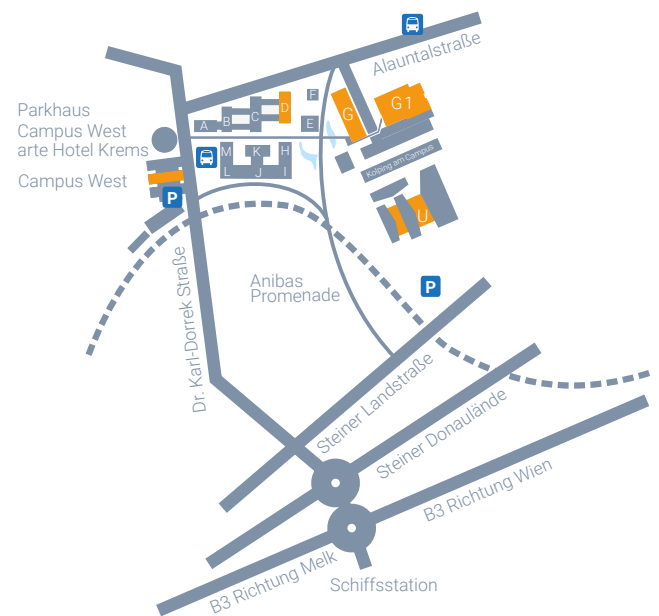 Alauntalstraße
Parkhaus
Campus West
arte Hotel Krems
Campus West
P
A
B
C
D
E
F
G
G1
M
K
H
L
J
I
Kolping am Campus
U
Anibas
Promenade
P
Dr. Karl-Dorrek Straße
Steiner Landstraße
Steiner Donaulände
B3 Richtung Wien
B3 Richtung Melk
Schiffsstation